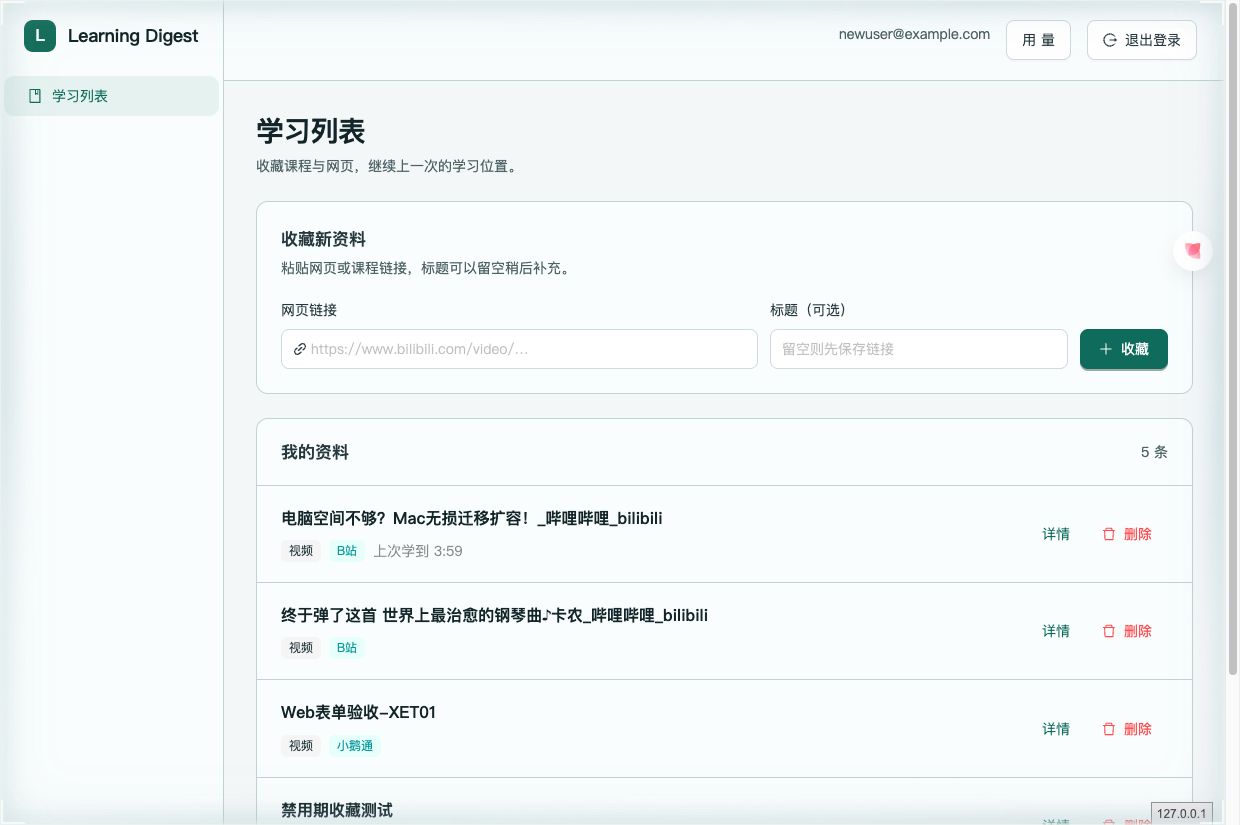 L Learning Digest
newuser@example.com
用 量
退出登录
学习列表
学习列表
收藏课程与网页，继续上一次的学习位置。
收藏新资料
粘贴网页或课程链接，标题可以留空稍后补充。
网页链接
标题（可选）
https://www.bilibili.com/video/…
留空则先保存链接
收藏
我的资料
5 条
电脑空间不够？Mac无损迁移扩容！_哔哩哔哩_bilibili
视频 B站 上次学到 3:59
详情 删除
终于弹了这首 世界上最治愈的钢琴曲♪卡农_哔哩哔哩_bilibili
视频 B站
详情 删除
Web表单验收-XET01
视频 小鹅通
详情 删除
禁用期收藏测试
详情 删除
127.0.0.1